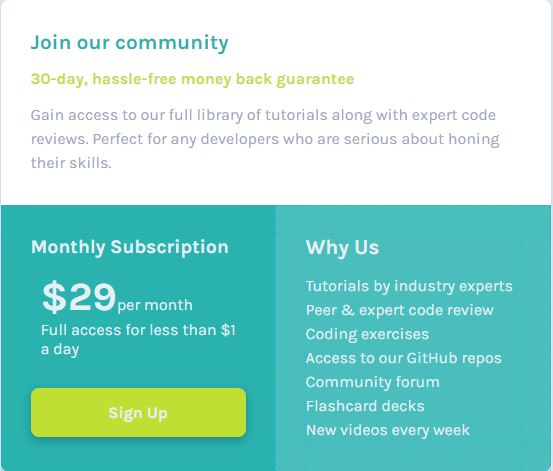 Join our community
30-day, hassle-free money back guarantee
Gain access to our full library of tutorials along with expert code
reviews. Perfect for any developers who are serious about honing
their skills.
Monthly Subscription
$29 per month
Full access for less than $1
a day
Sign Up
Why Us
Tutorials by industry experts
Peer & expert code review
Coding exercises
Access to our GitHub repos
Community forum
Flashcard decks
New videos every week